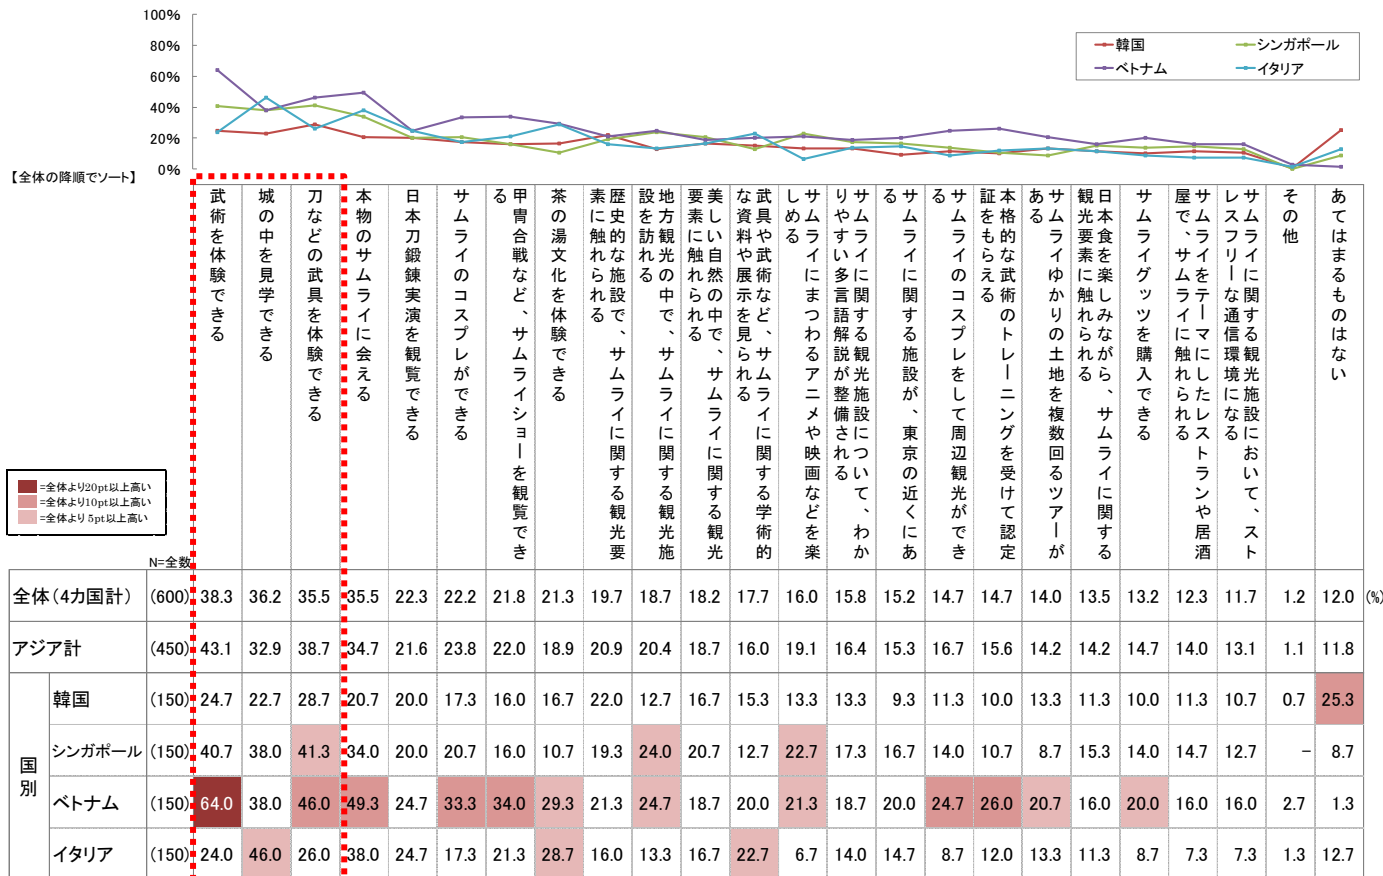 100%
80%
60%
40%
20%
0%
韓国
シンガポール
ベトナム
イタリア
【全体の降順でソート】
武術を体験できる
城の中を見学できる
刀などの武具を体験できる
本物のサムライに会える
日本刀鍛錬実演を観覧できる
サムライのコスプレができる
甲冑合戦など、サムライショーを観覧でき
る
茶の湯文化を体験できる
歴史的な施設で、サムライに関する観光要
素に触れられる
地方観光の中で、サムライに関する観光施
設を訪れる
美しい自然の中で、サムライに関する観光
要素に触れられる
武具や武術など、サムライに関する学術的
な資料や展示を見られる
サムライにまつわるアニメや映画などを楽
しめる
サムライに関する観光施設について、わか
りやすい多言語解説が整備される
サムライに関する施設が、東京の近くにあ
る
サムライのコスプレをして周辺観光ができ
る
本格的な武術のトレーニングを受けて認定
証をもらえる
サムライゆかりの土地を複数回るツアーが
ある
日本食を楽しみながら、サムライに関する
観光要素に触れられる
サムライグッツを購入できる
サムライをテーマにしたレストランや居酒
屋で、サムライに触れられる
サムライに関する観光施設において、スト
レスフリーな通信環境になる
その他
あてはまるものはない
=全体より20pt以上高い
=全体より10pt以上高い
=全体より5pt以上高い
N=全数
全体(4カ国計) (600) 38.3 36.2 35.5 35.5 22.3 22.2 21.8 21.3 19.7 18.7 18.2 17.7 16.0 15.8 15.2 14.7 14.7 14.0 13.5 13.2 12.3 11.7 1.2 12.0 (%)
アジア計 (450) 43.1 32.9 38.7 34.7 21.6 23.8 22.0 18.9 20.9 20.4 18.7 16.0 19.1 16.4 15.3 16.7 15.6 14.2 14.2 14.7 14.0 13.1 1.1 11.8
国別
韓国 (150) 24.7 22.7 28.7 20.7 20.0 17.3 16.0 16.7 22.0 12.7 16.7 15.3 13.3 13.3 9.3 11.3 10.0 13.3 11.3 10.0 11.3 10.7 0.7 25.3
シンガポール (150) 40.7 38.0 41.3 34.0 20.0 20.7 16.0 10.7 19.3 24.0 20.7 12.7 22.7 17.3 16.7 14.0 10.7 8.7 15.3 14.0 14.7 12.7 － 8.7
ベトナム (150) 64.0 38.0 46.0 49.3 24.7 33.3 34.0 29.3 21.3 24.7 18.7 20.0 21.3 18.7 20.0 24.7 26.0 20.7 16.0 20.0 16.0 16.0 2.7 1.3
イタリア (150) 24.0 46.0 26.0 38.0 24.7 17.3 21.3 28.7 16.0 13.3 16.7 22.7 6.7 14.0 14.7 8.7 12.0 13.3 11.3 8.7 7.3 7.3 1.3 12.7